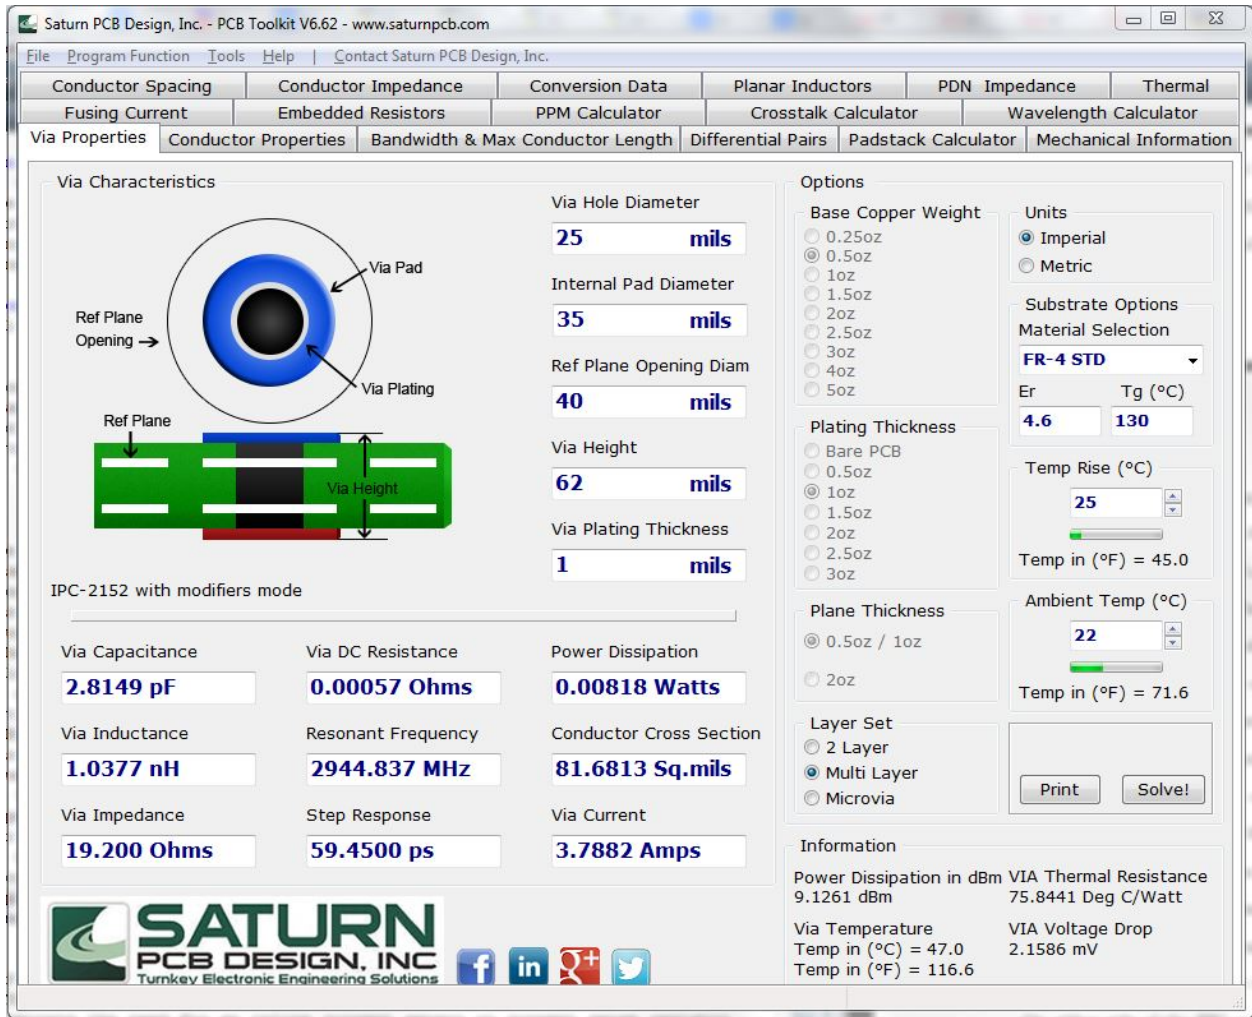 Saturn PCB Design, Inc. - PCB Toolkit V6.62 - www.saturnpcb.com
File Program Function Tools Help | Contact Saturn PCB Design, Inc.
Conductor Spacing Conductor Impedance Conversion Data Planar Inductors PDN Impedance Thermal
Fusing Current Embedded Resistors PPM Calculator Crosstalk Calculator Wavelength Calculator
Via Properties Conductor Properties Bandwidth & Max Conductor Length Differential Pairs Padstack Calculator Mechanical Information
Via Characteristics
Via Pad
Ref Plane
Opening
Via Plating
Ref Plane
Via Height
Via Hole Diameter
25 mils
Internal Pad Diameter
35 mils
Ref Plane Opening Diam
40 mils
Via Height
62 mils
Via Plating Thickness
1 mils
IPC-2152 with modifiers mode
Via Capacitance Via DC Resistance Power Dissipation
2.8149 pF 0.00057 Ohms 0.00818 Watts
Via Inductance Resonant Frequency Conductor Cross Section
1.0377 nH 2944.837 MHz 81.6813 Sq.mils
Via Impedance Step Response Via Current
19.200 Ohms 59.4500 ps 3.7882 Amps
SATURN
PCB DESIGN, INC
Turnkey Electronic Engineering Solutions
f in g+
Options
Base Copper Weight
0.25oz
0.5oz
1oz
1.5oz
2oz
2.5oz
3oz
4oz
5oz
Plating Thickness
Bare PCB
0.5oz
1oz
1.5oz
2oz
2.5oz
3oz
Plane Thickness
0.5oz / 1oz
2oz
Layer Set
2 Layer
Multi Layer
Microvia
Units
Imperial
Metric
Substrate Options
Material Selection
FR-4 STD
Er Tg (°C)
4.6 130
Temp Rise (°C)
25
Temp in (°F) = 45.0
Ambient Temp (°C)
22
Temp in (°F) = 71.6
Print Solve!
Information
Power Dissipation in dBm VIA Thermal Resistance
9.1261 dBm 75.8441 Deg C/Watt
Via Temperature VIA Voltage Drop
Temp in (°C) = 47.0 2.1586 mV
Temp in (°F) = 116.6